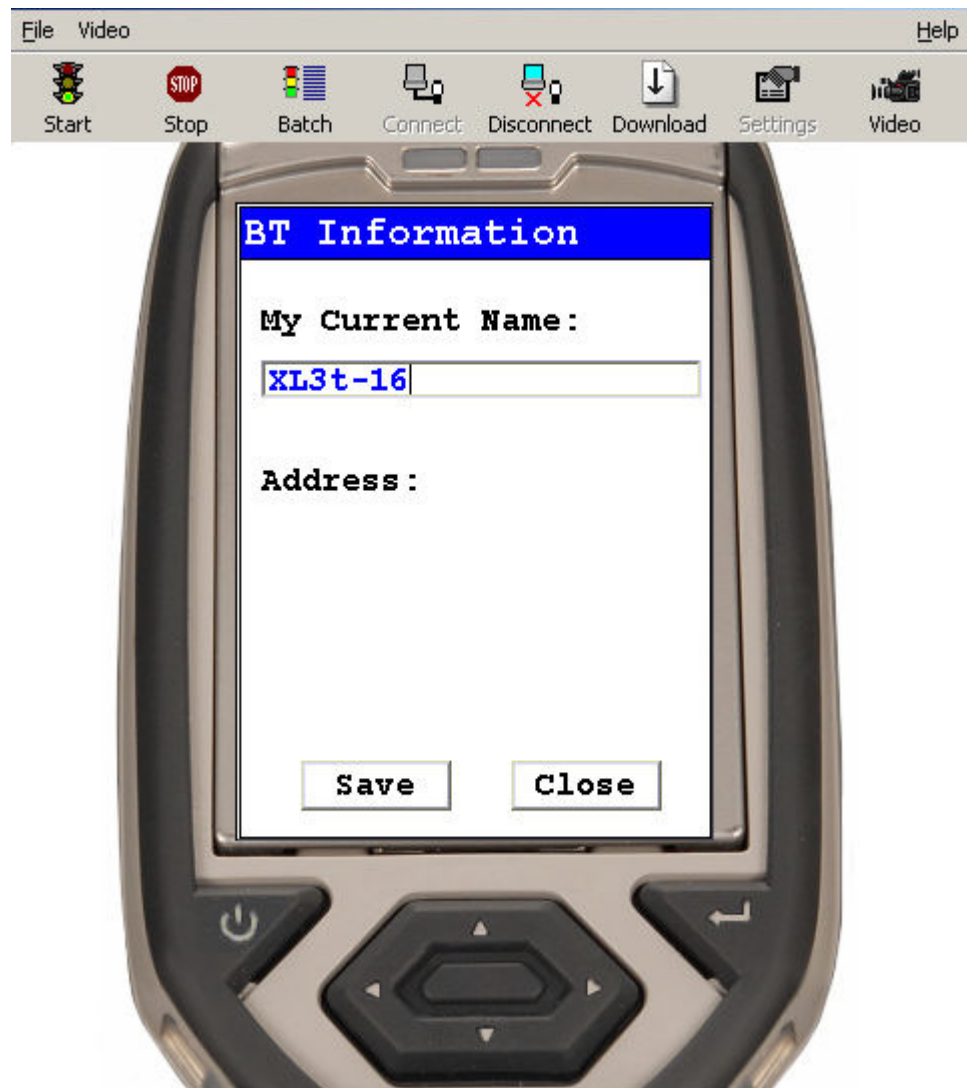 File Video Help
STOP
Start Stop Batch Connect Disconnect Download Settings Video
BT Information
My Current Name:
XL3t-16
Address:
Save Close